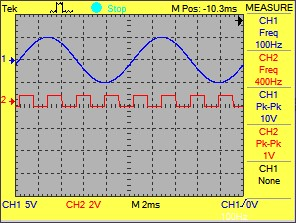 Tek Stop M Pos: -10.3ms MEASURE
CH1
Freq
100Hz
CH2
Freq
400Hz
CH1
Pk-Pk
10V
CH2
Pk-Pk
1V
CH1
None
1
2
CH1 5V CH2 2V M 2ms CH1-/0V